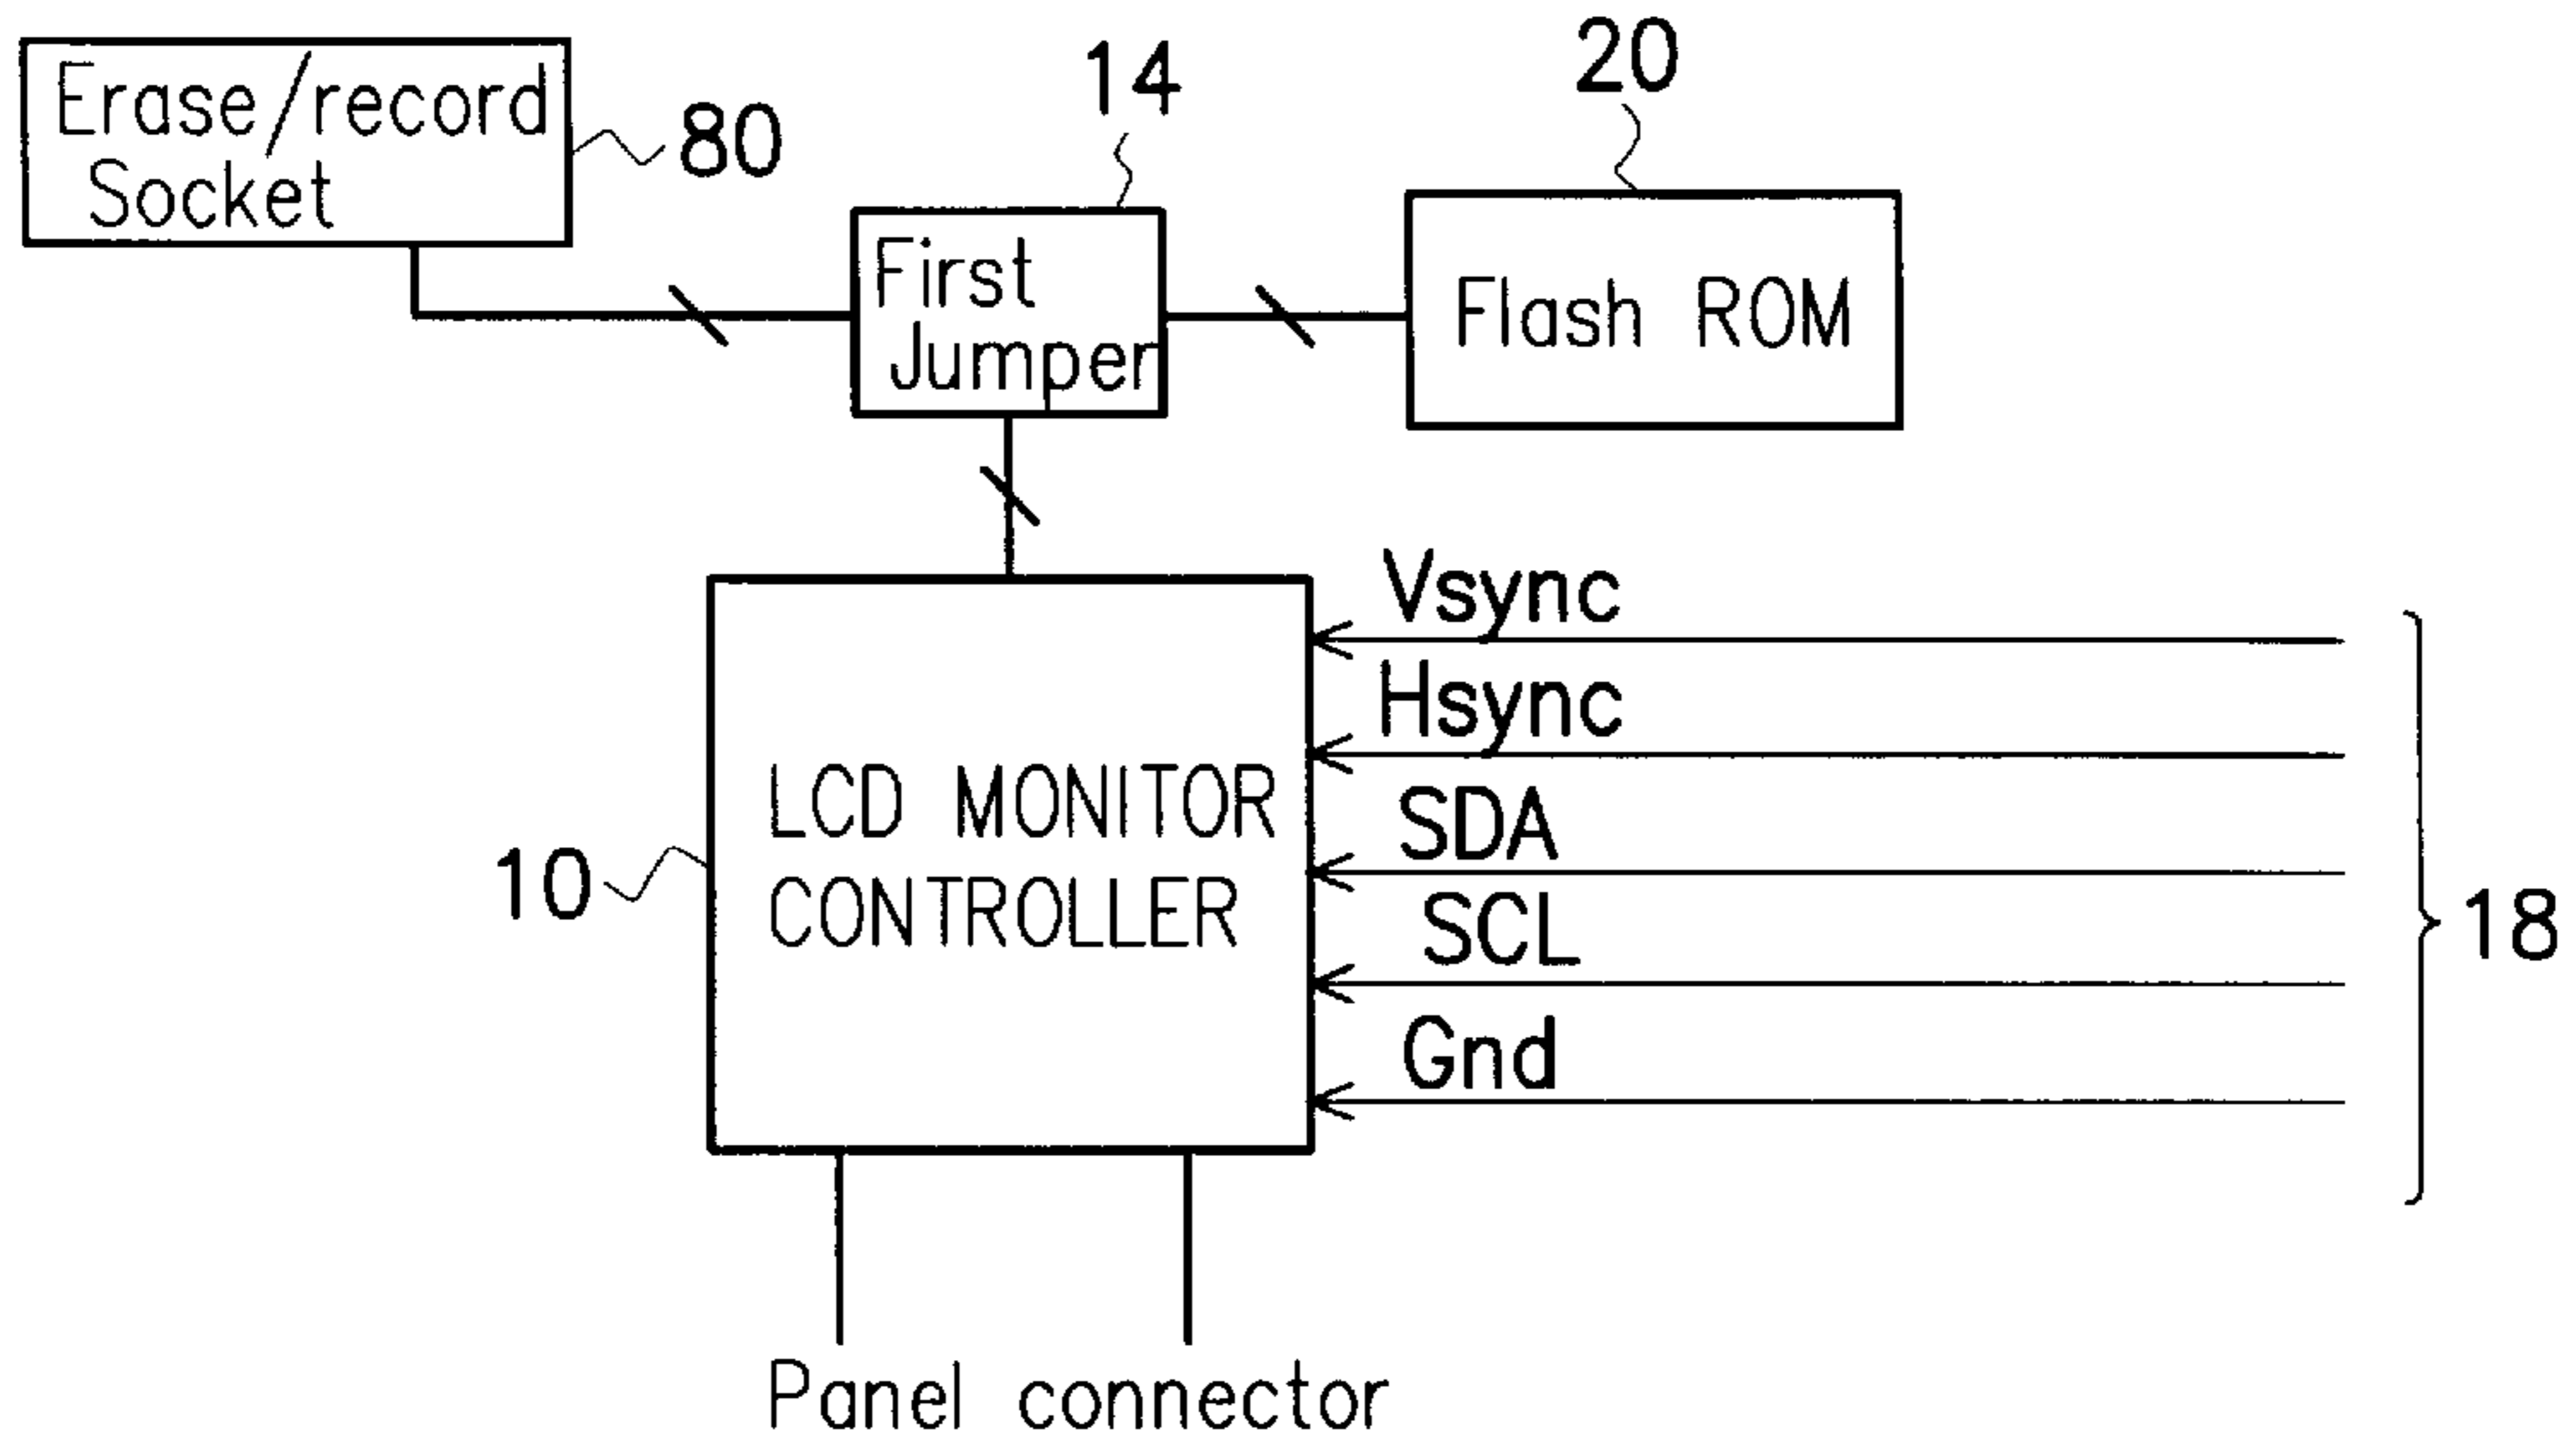 20
14
Erase/record
Socket
80
First
Jumper
Flash ROM
Vsync
Hsync
SDA
SCL
Gnd
18
LCD MONITOR
CONTROLLER
10
Panel connector